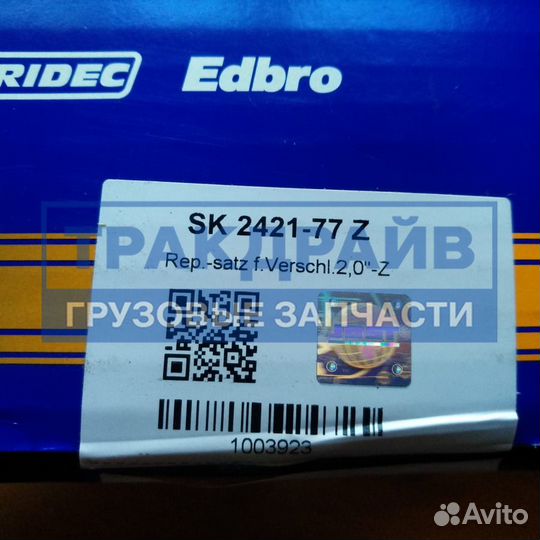 RIDEC Edbro
SK 2421-77 Z
ТРАКДРАЙВ
Rep.-satz f.Verschl.2,0"-Z
ГРУЗОВЫЕ ЗАПЧАСТИ
1003923
Avito